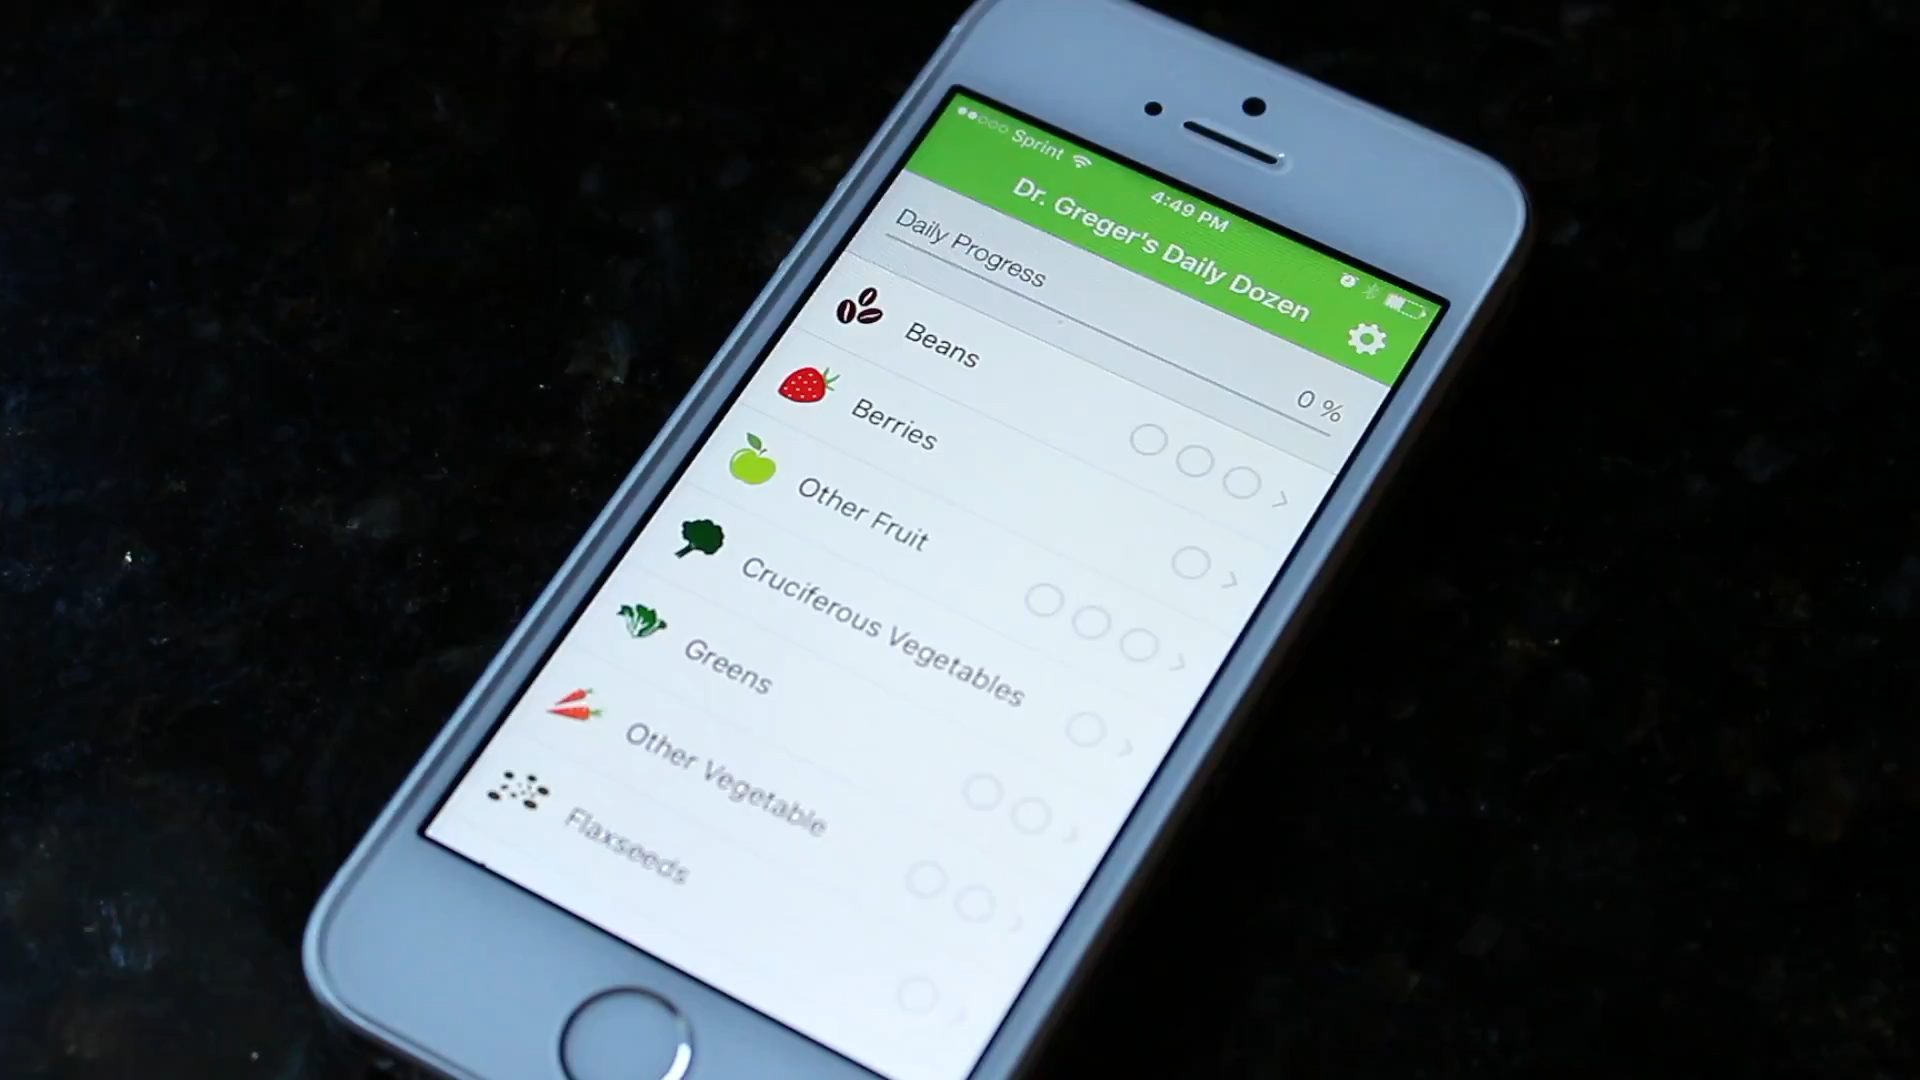 Sprint 4:49 PM
Dr. Greger's Daily Dozen
Daily Progress 0 %
Beans
Berries
Other Fruit
Cruciferous Vegetables
Greens
Other Vegetable
Flaxseeds